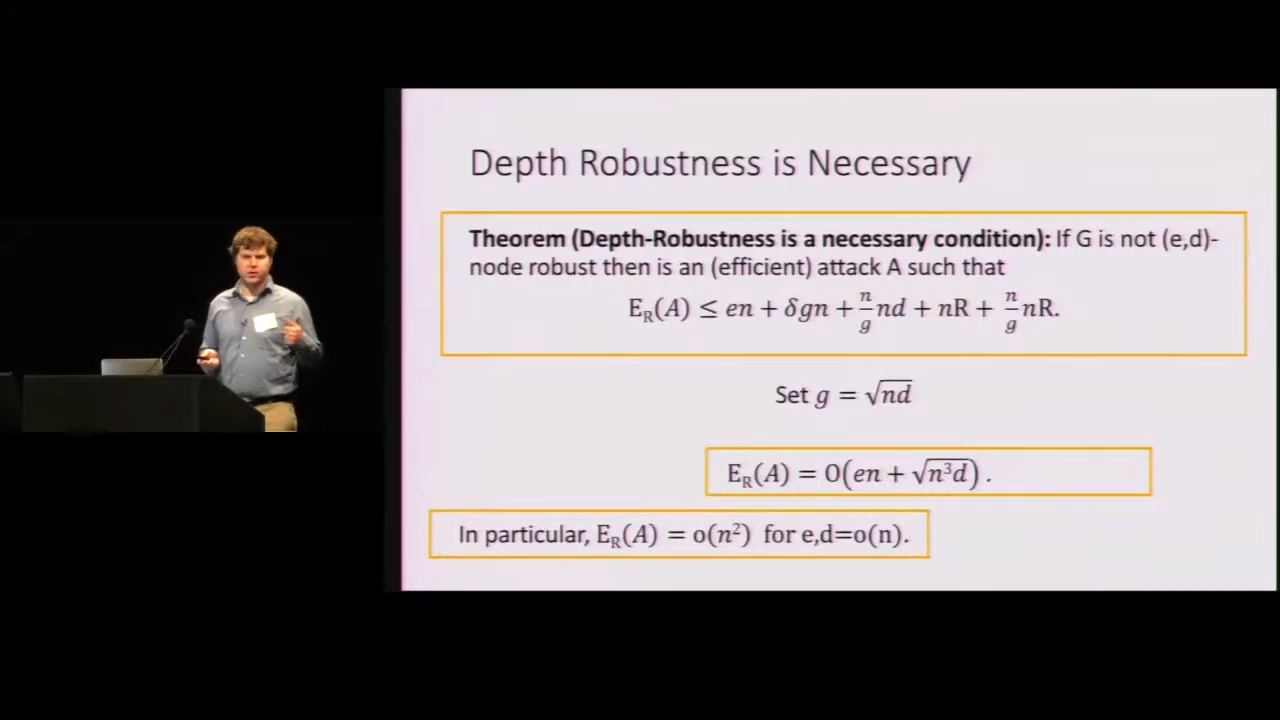 Depth Robustness is Necessary
Theorem (Depth-Robustness is a necessary condition): If G is not (e,d)-
node robust then is an (efficient) attack A such that
E_R(A) ≤ en + δgn + n/g nd + nR + n/g nR.
Set g = √nd
E_R(A) = O(en + √n³d) .
In particular, E_R(A) = o(n²) for e,d=o(n).